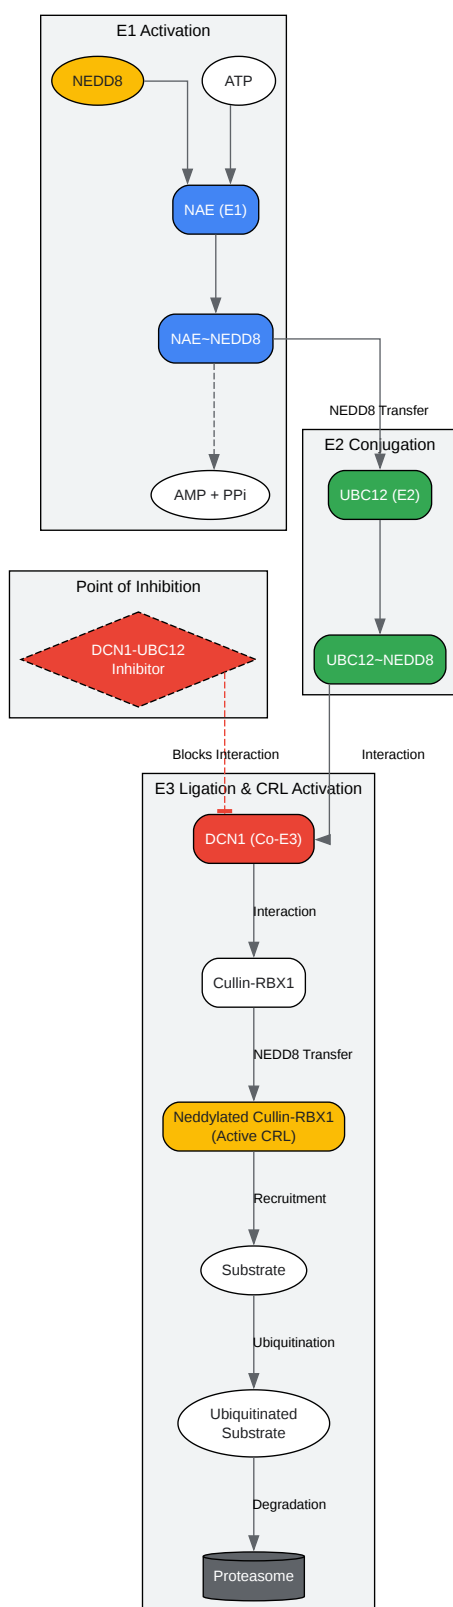 E1 Activation
NEDD8
ATP
NAE (E1)
NAE~NEDD8
NEDD8 Transfer
E2 Conjugation
AMP + PPi
UBC12 (E2)
Point of Inhibition
DCN1-UBC12
Inhibitor
UBC12~NEDD8
Blocks Interaction
Interaction
E3 Ligation & CRL Activation
DCN1 (Co-E3)
Interaction
Cullin-RBX1
NEDD8 Transfer
Neddylated Cullin-RBX1
(Active CRL)
Recruitment
Substrate
Ubiquitination
Ubiquitinated
Substrate
Degradation
Proteasome